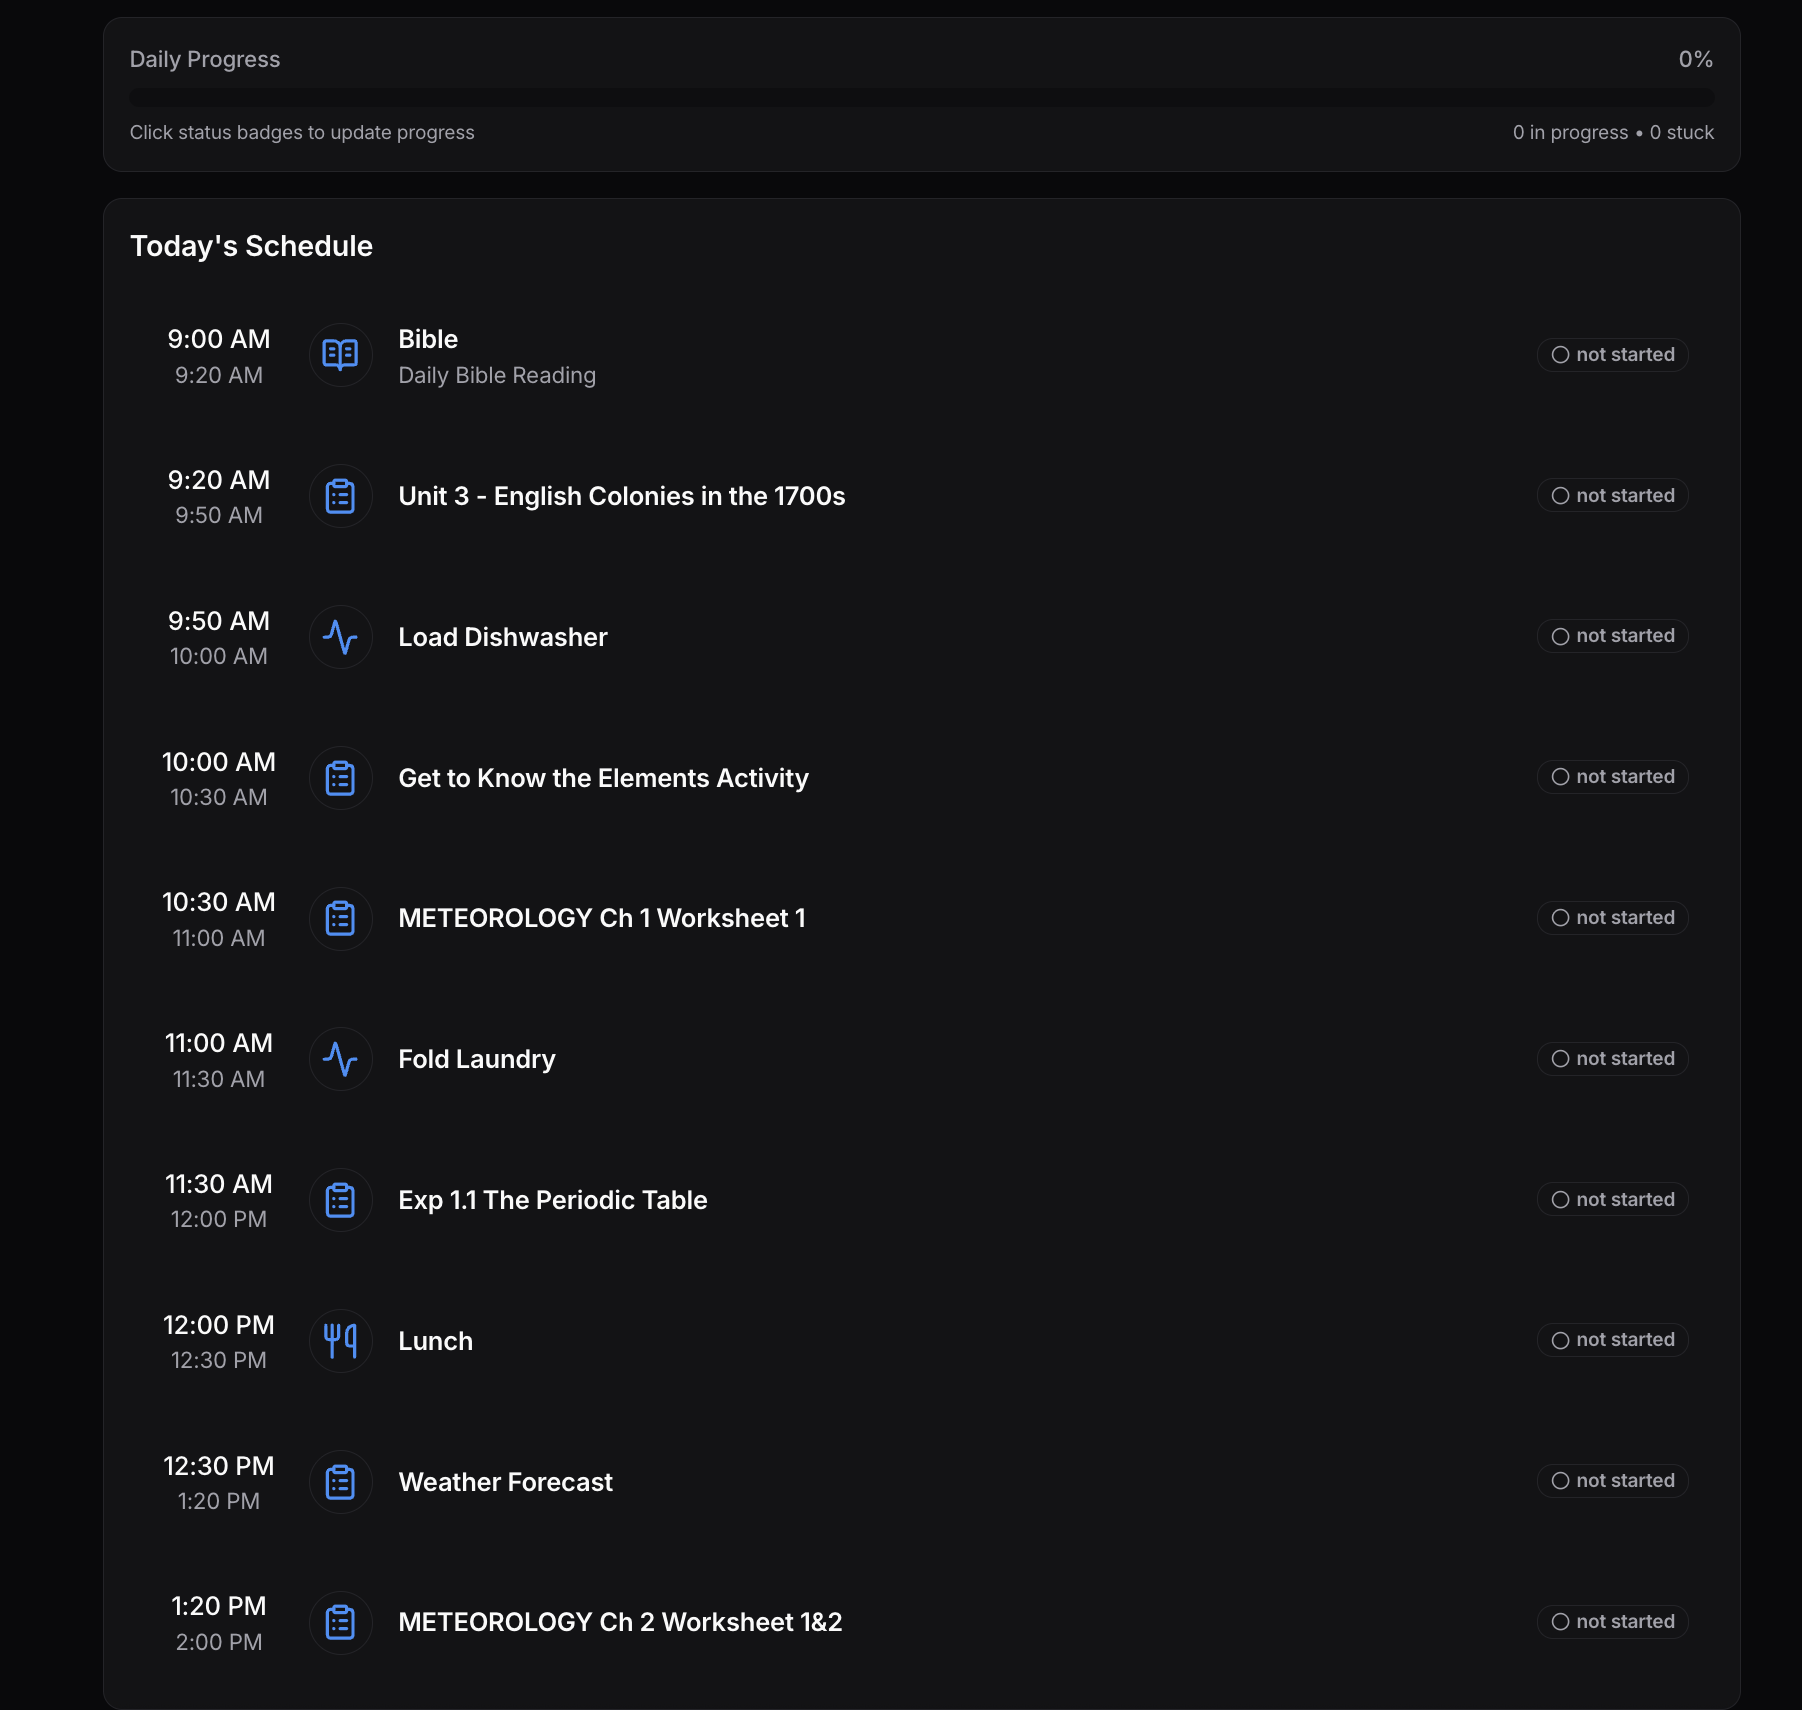 Daily Progress
0%
Click status badges to update progress
0 in progress • 0 stuck
Today's Schedule
9:00 AM
9:20 AM
Bible
Daily Bible Reading
not started
9:20 AM
9:50 AM
Unit 3 - English Colonies in the 1700s
not started
9:50 AM
10:00 AM
Load Dishwasher
not started
10:00 AM
10:30 AM
Get to Know the Elements Activity
not started
10:30 AM
11:00 AM
METEOROLOGY Ch 1 Worksheet 1
not started
11:00 AM
11:30 AM
Fold Laundry
not started
11:30 AM
12:00 PM
Exp 1.1 The Periodic Table
not started
12:00 PM
12:30 PM
Lunch
not started
12:30 PM
1:20 PM
Weather Forecast
not started
1:20 PM
2:00 PM
METEOROLOGY Ch 2 Worksheet 1&2
not started